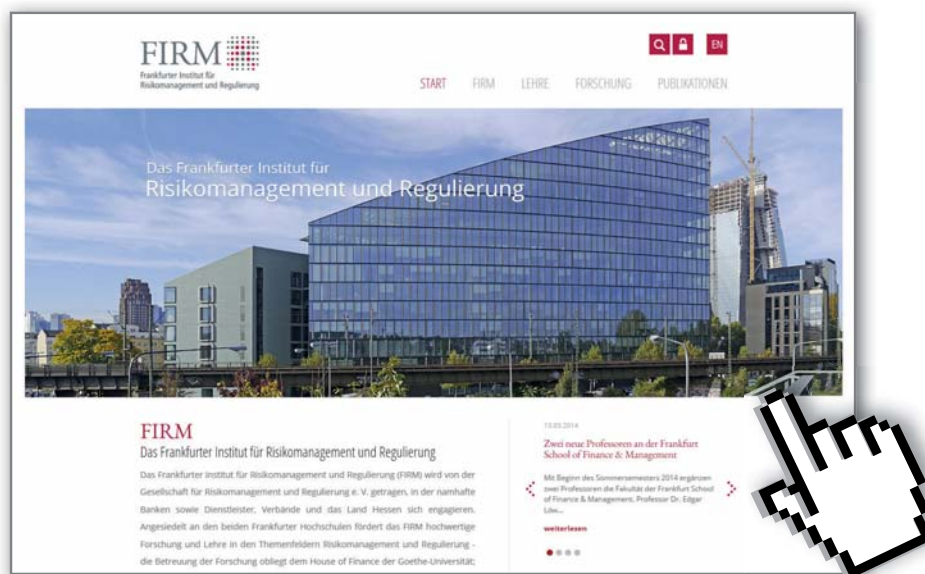 FIRM
Frankfurter Institut für
Risikomanagement und Regulierung
EN
START FIRM LEHRE FORSCHUNG PUBLIKATIONEN
Das Frankfurter Institut für
Risikomanagement und Regulierung
FIRM
Das Frankfurter Institut für Risikomanagement und Regulierung
Das Frankfurter Institut für Risikomanagement und Regulierung (FIRM) wird von der
Gesellschaft für Risikomanagement und Regulierung e. V. getragen, in der namhafte
Banken sowie Dienstleister, Verbände und das Land Hessen sich engagieren.
Angesiedelt an den beiden Frankfurter Hochschulen fördert das FIRM hochwertige
Forschung und Lehre in den Themenfeldern Risikomanagement und Regulierung -
die Betreuung der Forschung obliegt dem House of Finance der Goethe-Universität;
13.03.2014
Zwei neue Professoren an der Frankfurt
School of Finance & Management
Mit Beginn des Sommersemesters 2014 ergänzen
zwei Professoren die Fakultät der Frankfurt School
of Finance & Management. Professor Dr. Edgar
Löw...
weiterlesen